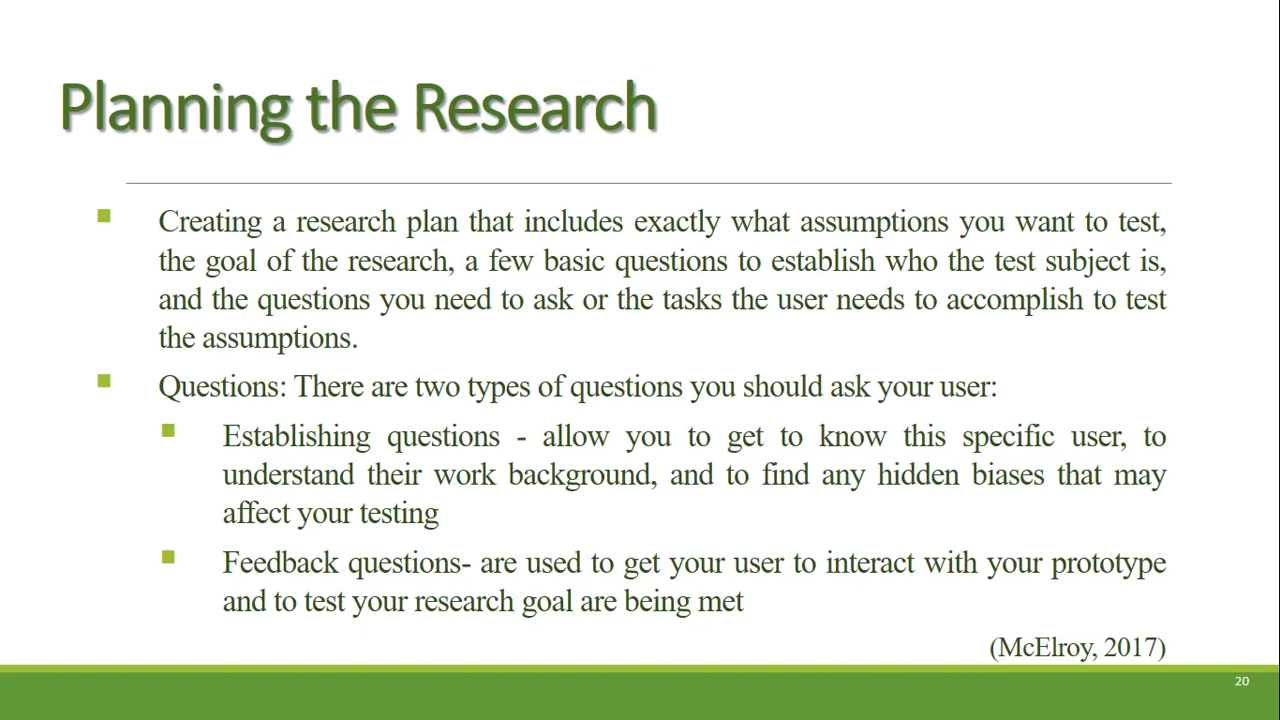 Planning the Research
Creating a research plan that includes exactly what assumptions you want to test,
the goal of the research, a few basic questions to establish who the test subject is,
and the questions you need to ask or the tasks the user needs to accomplish to test
the assumptions.
Questions: There are two types of questions you should ask your user:
Establishing questions - allow you to get to know this specific user, to
understand their work background, and to find any hidden biases that may
affect your testing
Feedback questions- are used to get your user to interact with your prototype
and to test your research goal are being met
(McElroy, 2017)
20